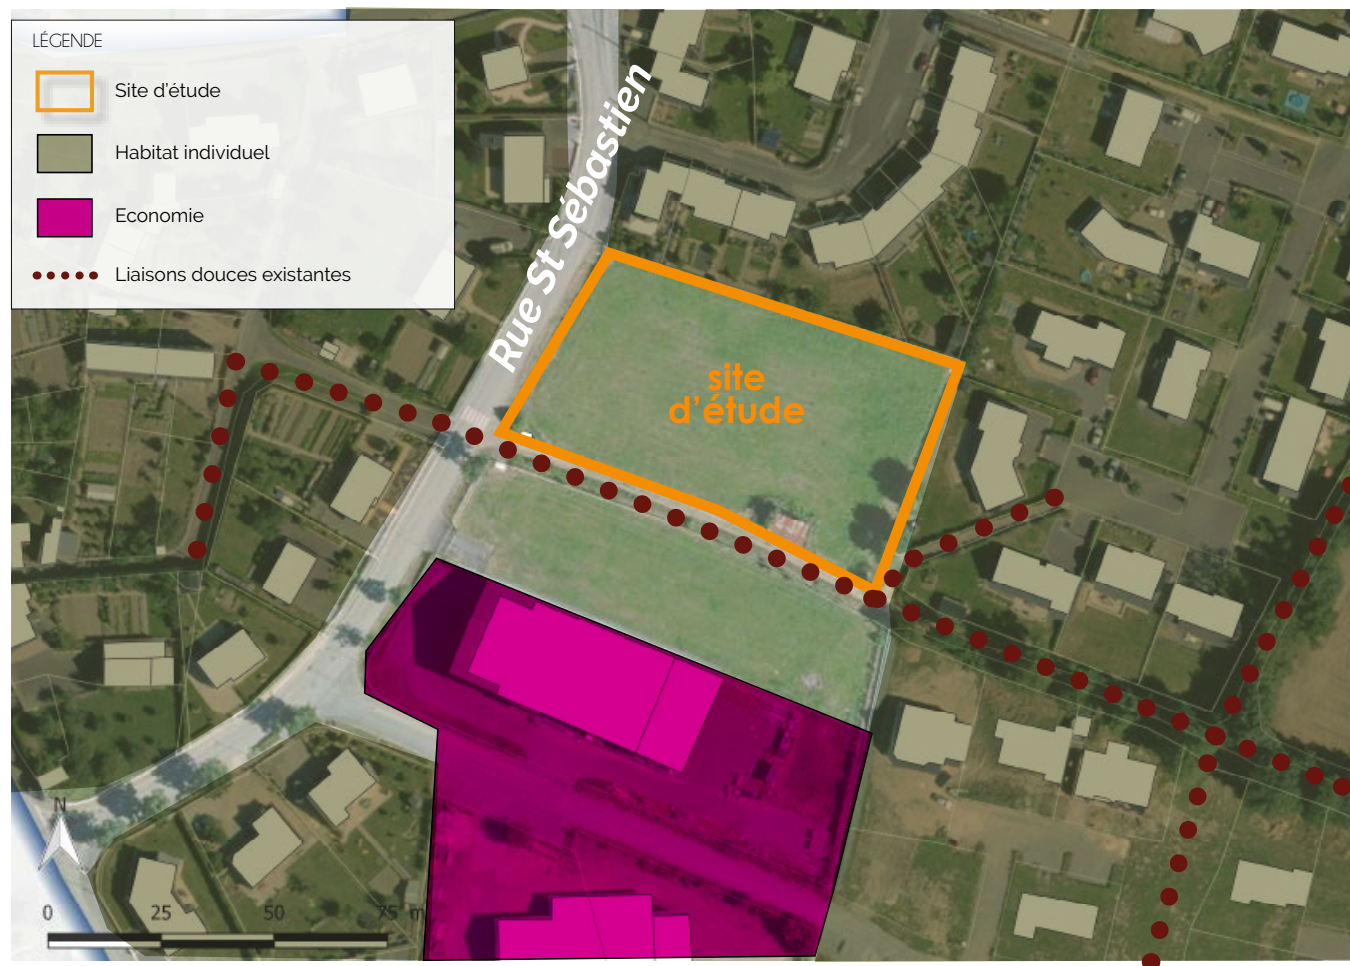 LÉGENDE
Site d'étude
Habitat individuel
Economie
Liaisons douces existantes
Rue St Sébastien
site
d'étude
N
0 25 50 75 m